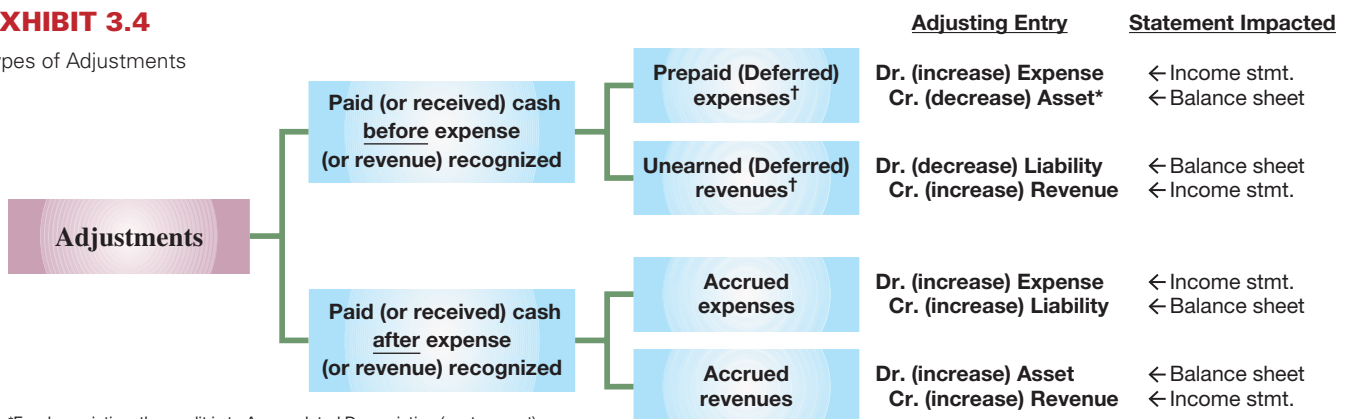 XHIBIT 3.4
ypes of Adjustments
Adjusting Entry
Statement Impacted
Adjustments
Paid (or received) cash
before expense
(or revenue) recognized
Prepaid (Deferred)
expenses†
Dr. (increase) Expense
←Income stmt.
Cr. (decrease) Asset*
←Balance sheet
Unearned (Deferred)
revenues†
Dr. (decrease) Liability
←Balance sheet
Cr. (increase) Revenue
←Income stmt.
Paid (or received) cash
after expense
(or revenue) recognized
Accrued
expenses
Dr. (increase) Expense
←Income stmt.
Cr. (increase) Liability
←Balance sheet
Accrued
revenues
Dr. (increase) Asset
←Balance sheet
Cr. (increase) Revenue
←Income stmt.